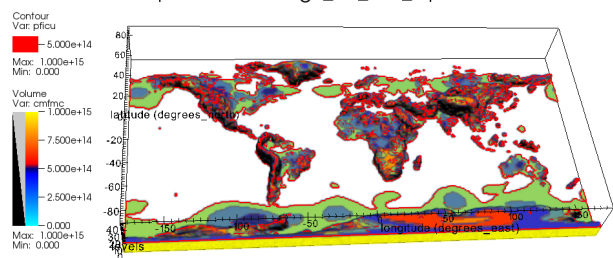 Contour
Var: pficu
5.000e+14
Max: 1.000e+15
Min: 0.000
Volume
Var: cmfmc
1.000e+15
7.500e+14
5.000e+14
2.500e+14
0.000
Max: 1.000e+15
Min: 0.000
80
60
40
20
latitude (degrees_north)
-20
-40
-60
-80
-150
-100
-50
50
100
150
longitude (degrees_east)
levels